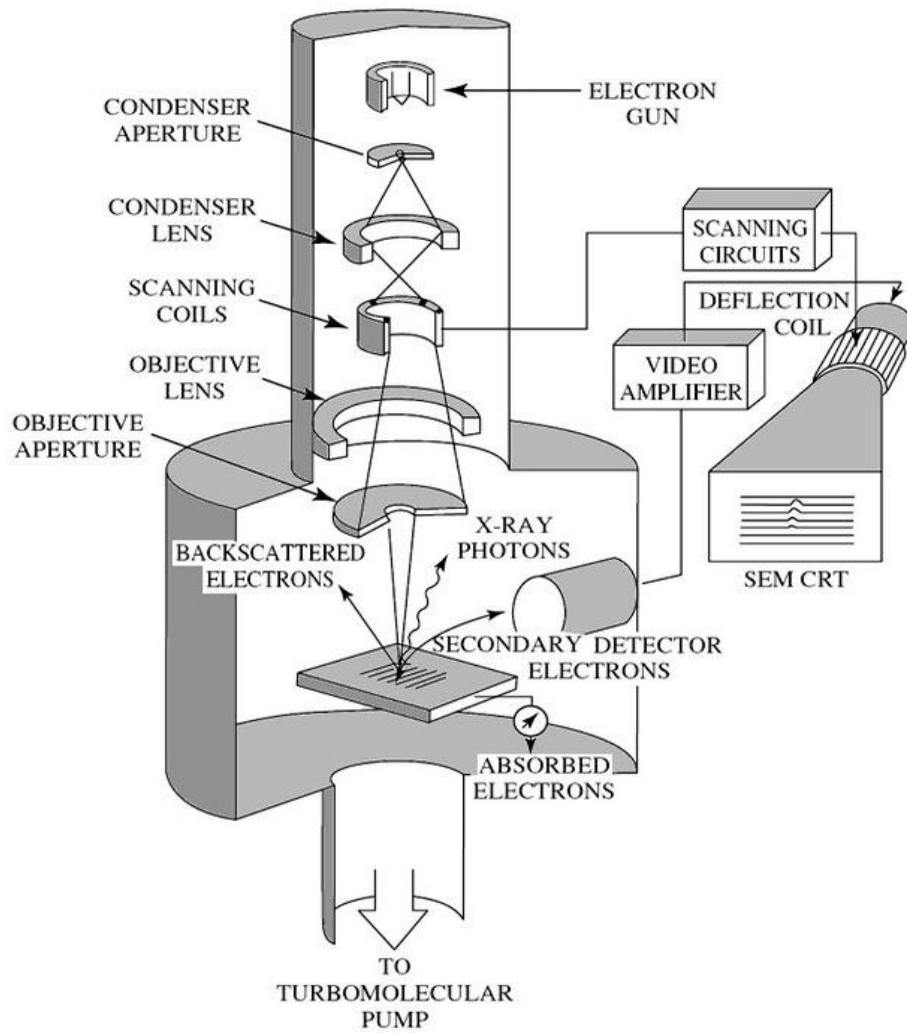 ELECTRON
GUN
CONDENSER
APERTURE
CONDENSER
LENS
SCANNING
CIRCUITS
SCANNING
COILS
DEFLECTION
COIL
VIDEO
AMPLIFIER
OBJECTIVE
LENS
OBJECTIVE
APERTURE
X-RAY
PHOTONS
BACKSCATTERED
ELECTRONS
SEM CRT
SECONDARY
ELECTRONS
DETECTOR
ABSORBED
ELECTRONS
TO
TURBOMOLECULAR
PUMP